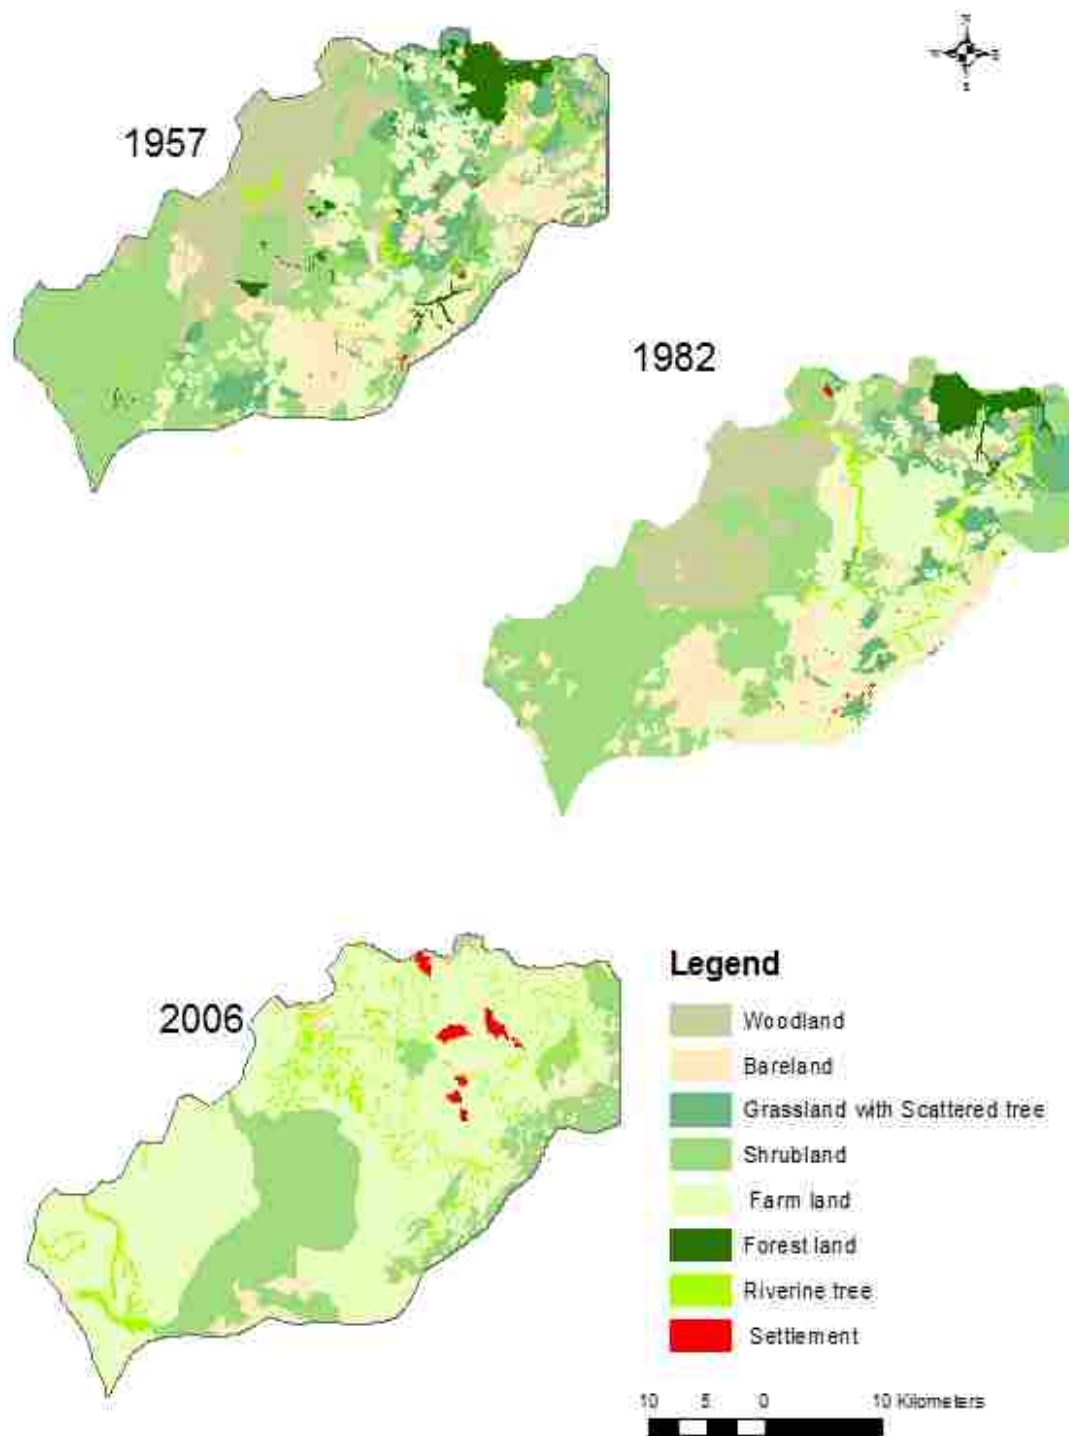 1957
1982
2006
Legend
Woodland
Bareland
Grassland with Scattered tree
Shrubland
Farm land
Forest land
Riverine tree
Settlement
10 5 0 10 Kilometers